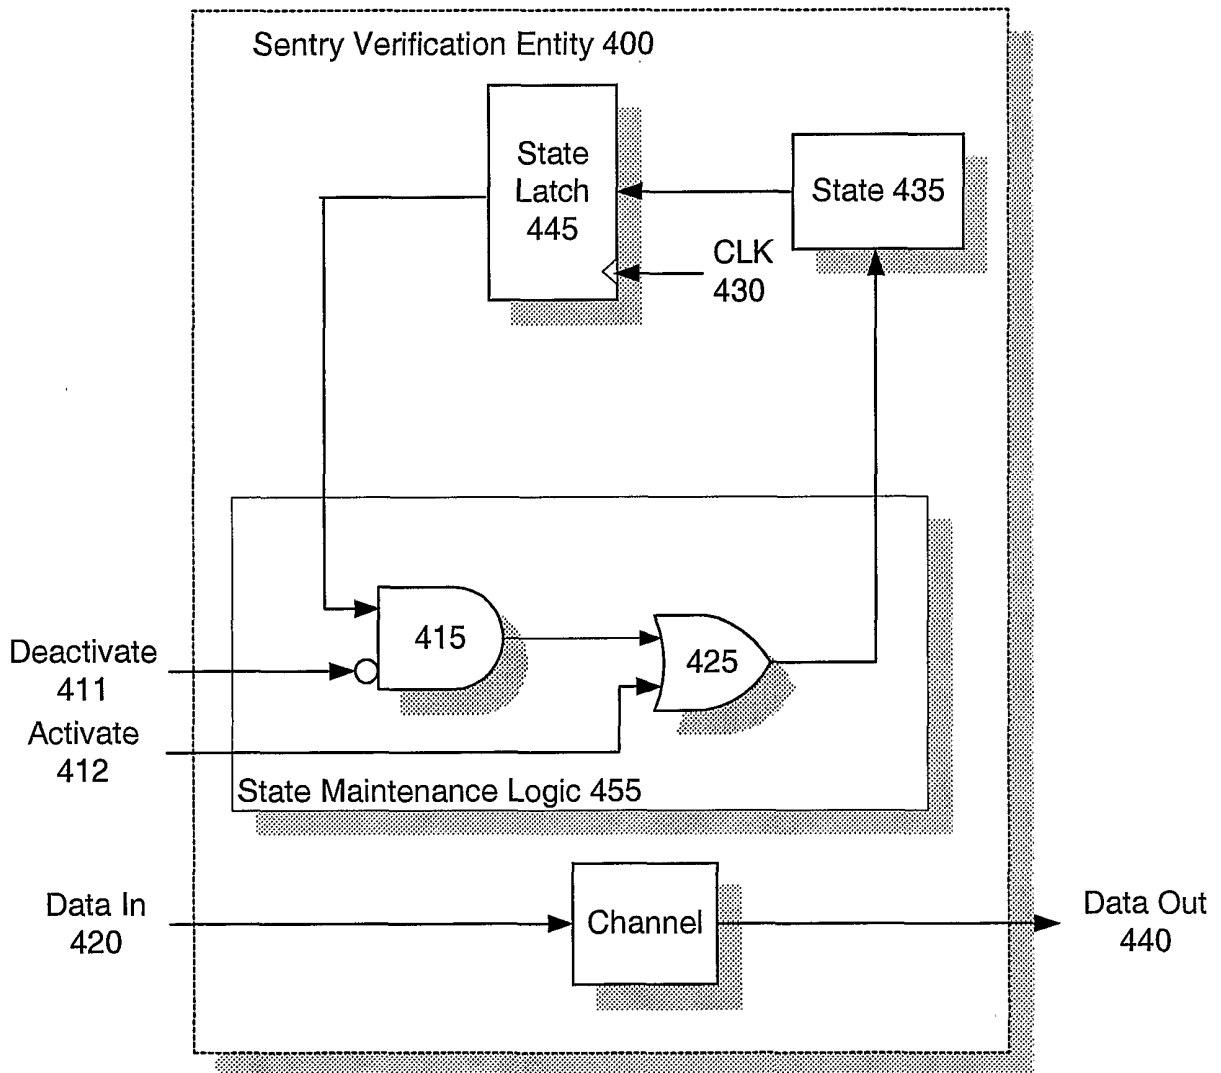 Sentry Verification Entity 400
State
Latch
445
State 435
CLK
430
415
425
Deactivate
411
Activate
412
State Maintenance Logic 455
Data In
420
Channel
Data Out
440